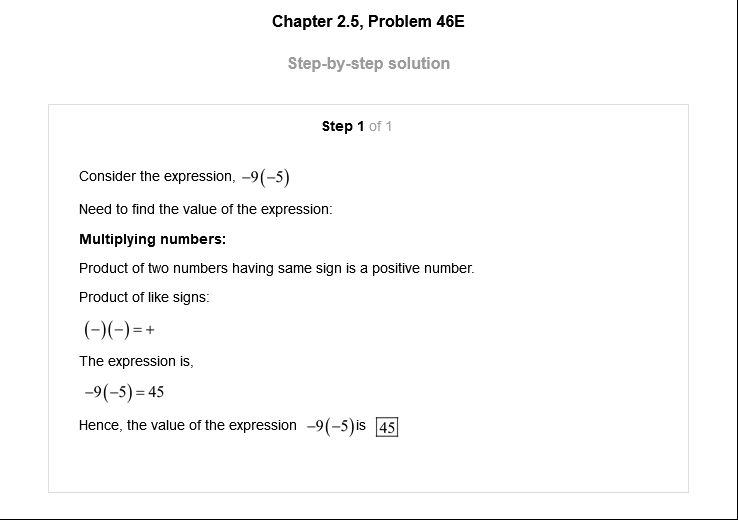 Chapter 2.5, Problem 46E
Step-by-step solution
Step 1 of 1
Consider the expression, −9(−5)
Need to find the value of the expression:
Multiplying numbers:
Product of two numbers having same sign is a positive number.
Product of like signs:
(−)(−) = +
The expression is,
−9(−5) = 45
Hence, the value of the expression −9(−5) is 45